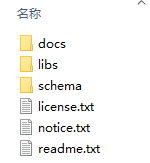 名称
docs
libs
schema
license.txt
notice.txt
readme.txt